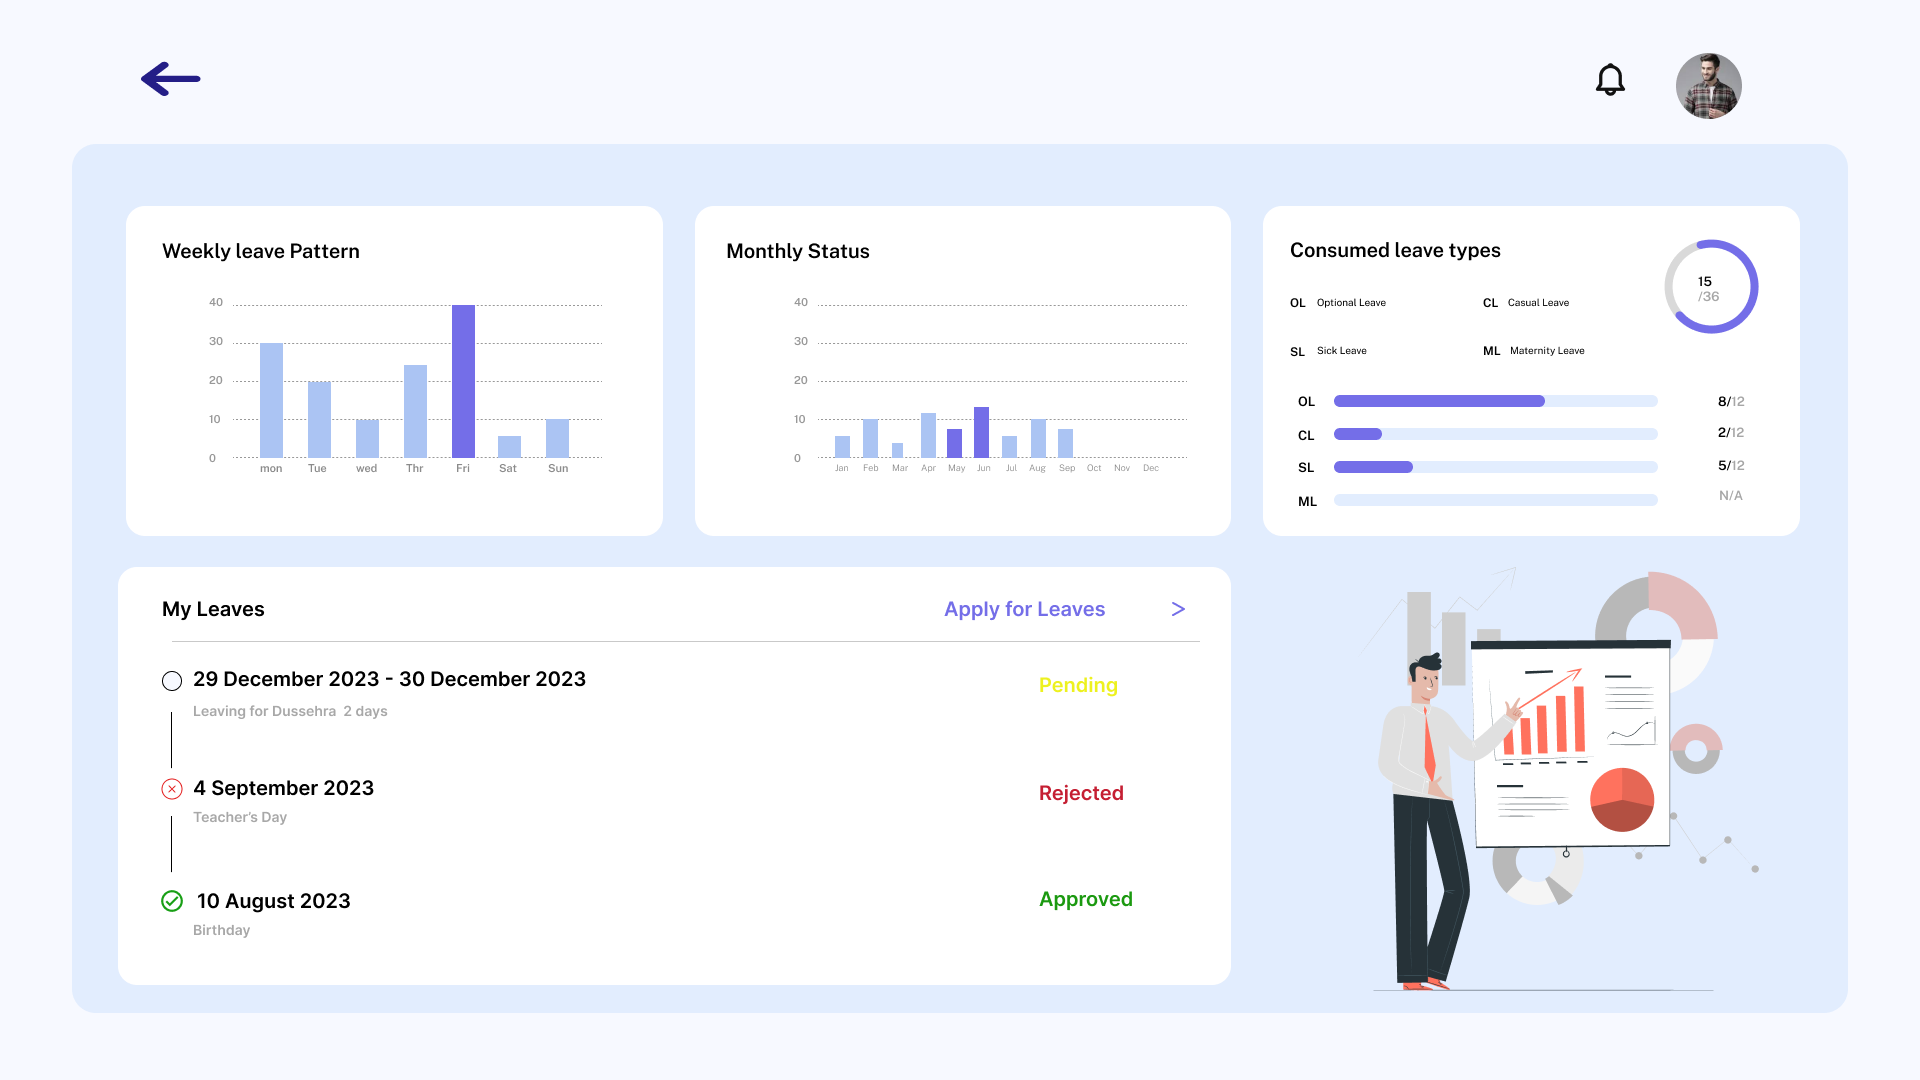 Weekly leave Pattern
40
30
20
10
0
mon Tue wed Thr Fri Sat Sun
Monthly Status
40
30
20
10
0
Jan Feb Mar Apr May Jun Jul Aug Sep Oct Nov Dec
Consumed leave types
15
/36
OL Optional Leave
CL Casual Leave
SL Sick Leave
ML Maternity Leave
OL 8/12
CL 2/12
SL 5/12
ML N/A
My Leaves
Apply for Leaves >
29 December 2023 - 30 December 2023
Pending
Leaving for Dussehra 2 days
4 September 2023
Rejected
Teacher’s Day
10 August 2023
Approved
Birthday